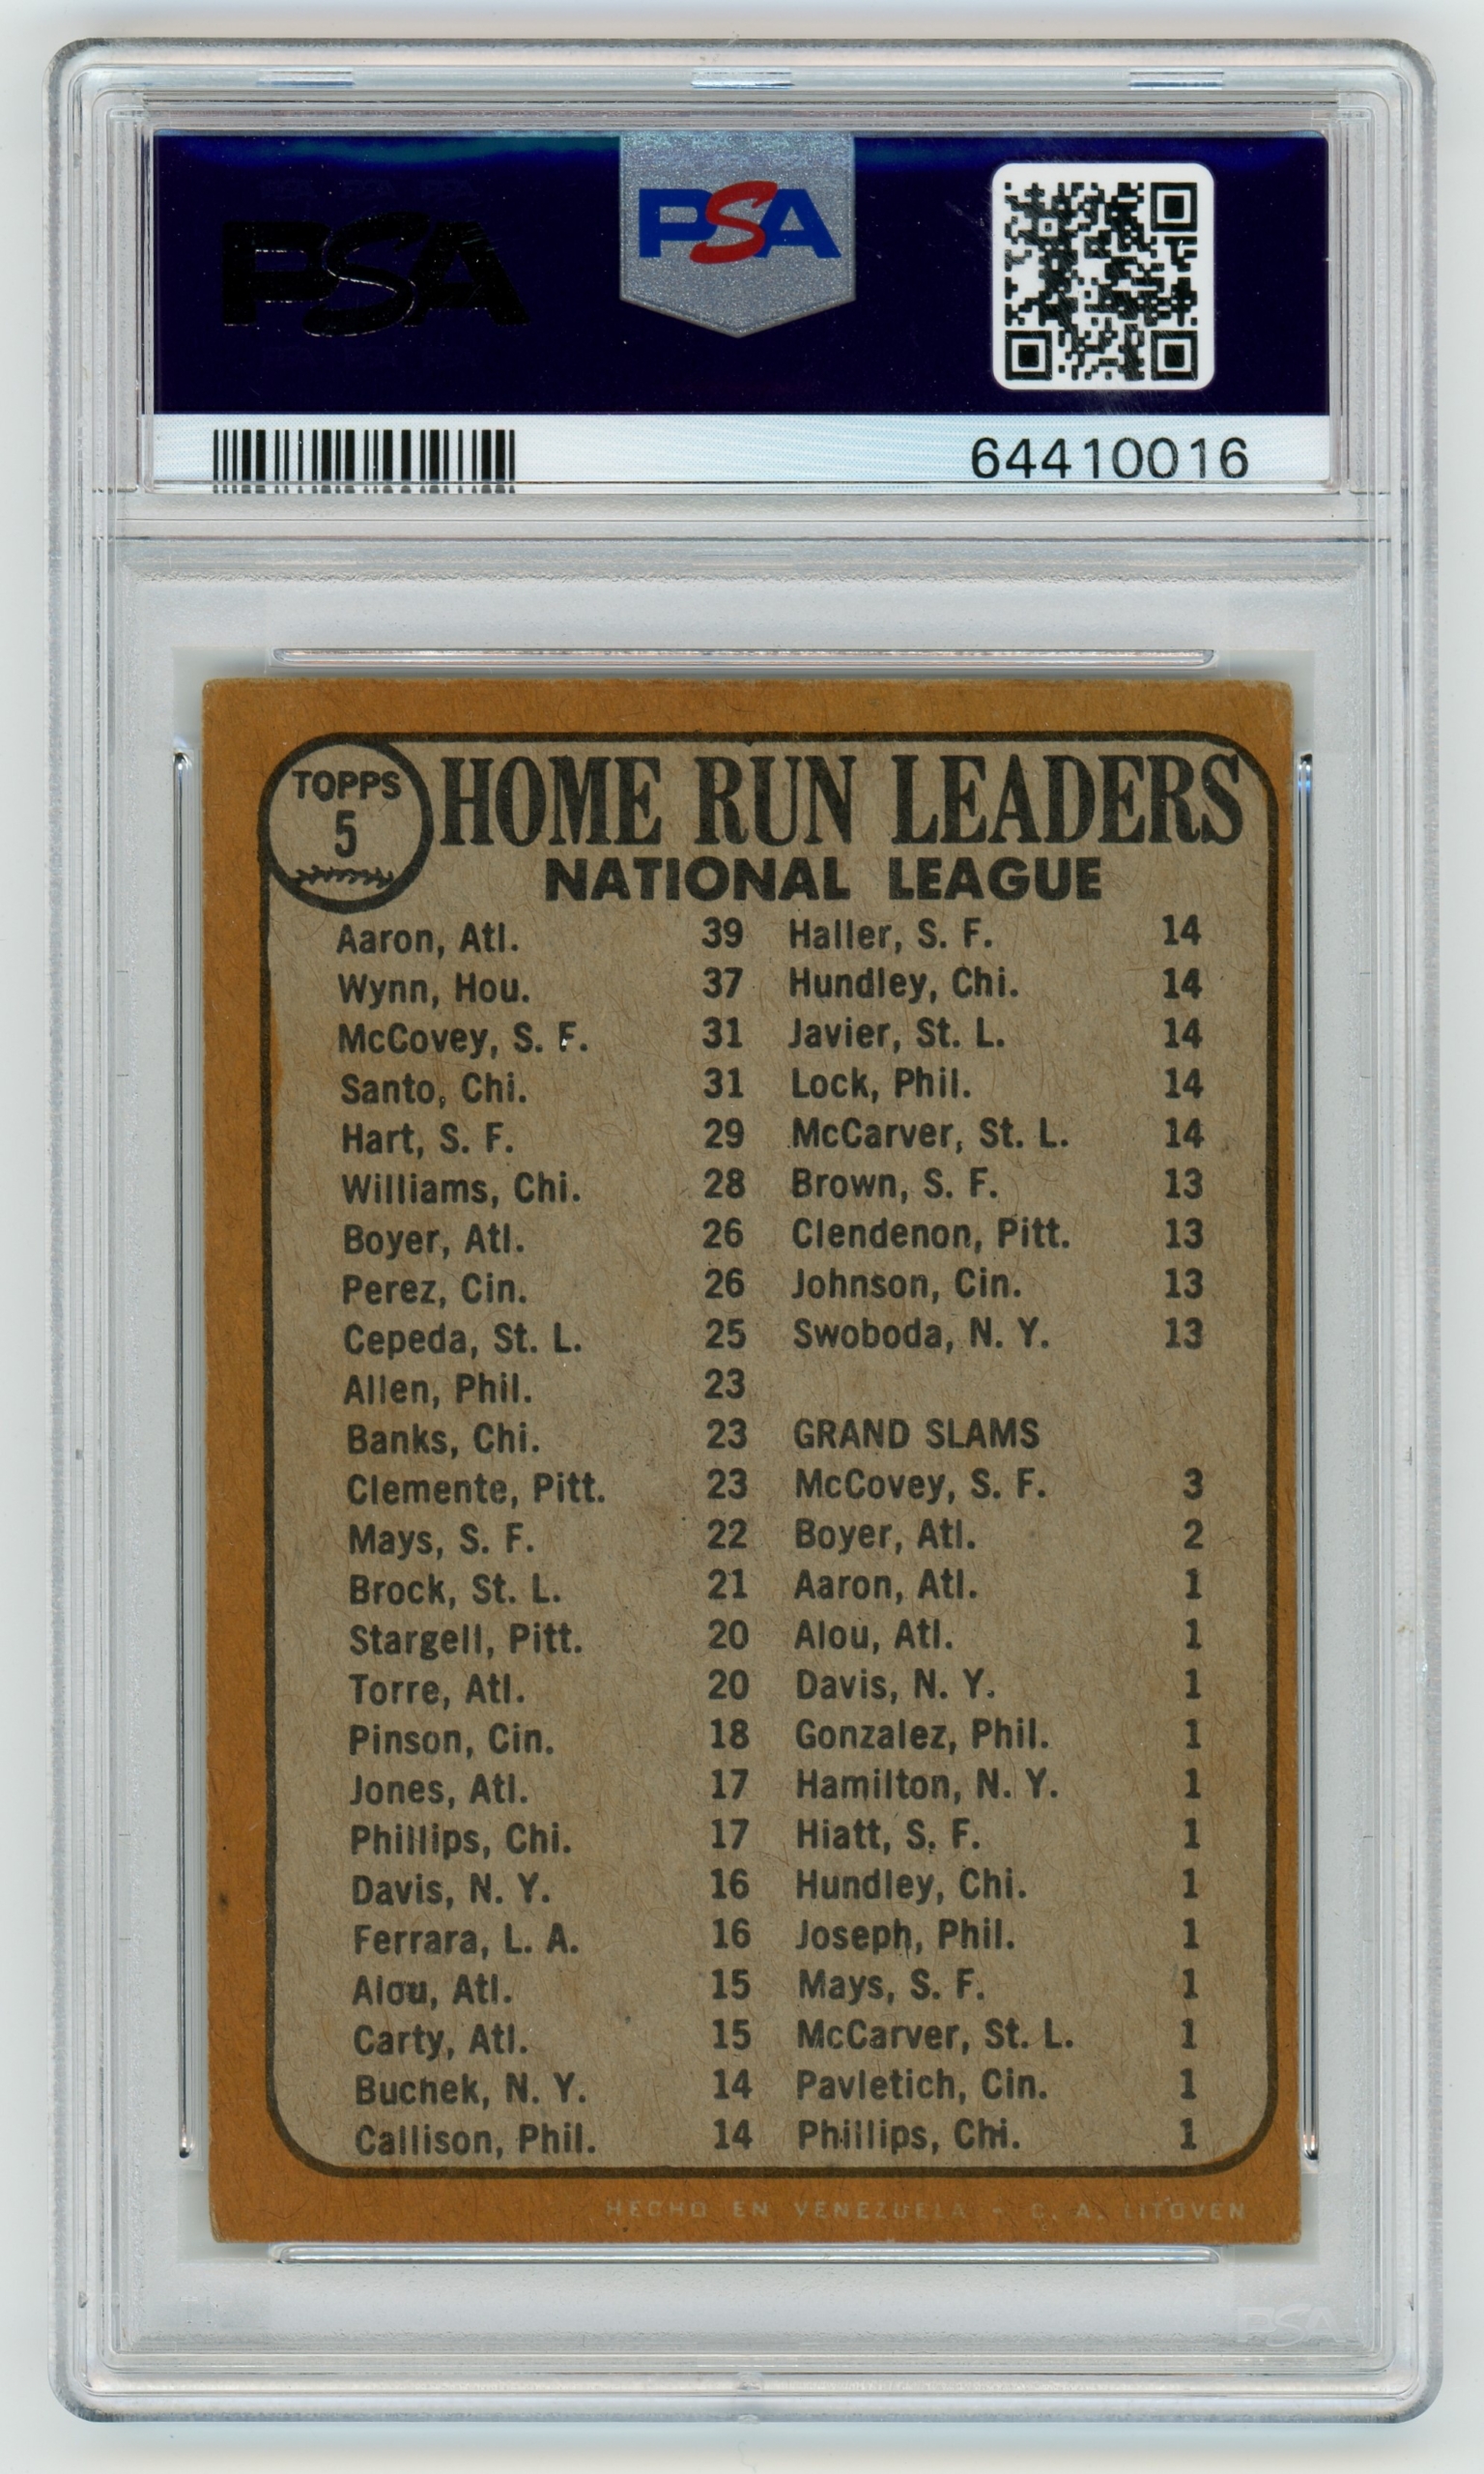 PSA
PSA
64410016
TOPPS
5
HOME RUN LEADERS
NATIONAL LEAGUE
Aaron, Atl. 39
Wynn, Hou. 37
McCovey, S. F. 31
Santo, Chi. 31
Hart, S. F. 29
Williams, Chi. 28
Boyer, Atl. 26
Perez, Cin. 26
Cepeda, St. L. 25
Allen, Phil. 23
Banks, Chi. 23
Clemente, Pitt. 23
Mays, S. F. 22
Brock, St. L. 21
Stargell, Pitt. 20
Torre, Atl. 20
Pinson, Cin. 18
Jones, Atl. 17
Phillips, Chi. 17
Davis, N. Y. 16
Ferrara, L. A. 16
Alou, Atl. 15
Carty, Atl. 15
Buchek, N. Y. 14
Callison, Phil. 14
Haller, S. F. 14
Hundley, Chi. 14
Javier, St. L. 14
Lock, Phil. 14
McCarver, St. L. 14
Brown, S. F. 13
Clendenon, Pitt. 13
Johnson, Cin. 13
Swoboda, N. Y. 13
GRAND SLAMS
McCovey, S. F. 3
Boyer, Atl. 2
Aaron, Atl. 1
Alou, Atl. 1
Davis, N. Y. 1
Gonzalez, Phil. 1
Hamilton, N. Y. 1
Hiatt, S. F. 1
Hundley, Chi. 1
Joseph, Phil. 1
Mays, S. F. 1
McCarver, St. L. 1
Pavletich, Cin. 1
Phillips, Chi. 1
HECHO EN VENEZUELA - C. A. LITOVEN
PSA